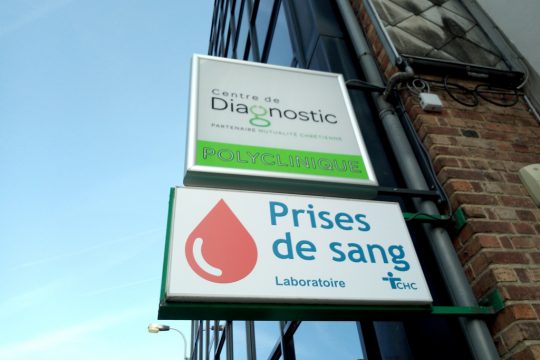 Centre de
Diagnostic
PARTENAIRE MUTUALITÉ CHRÉTIENNE
POLYCLINIQUE
Prises
de sang
Laboratoire
CHC